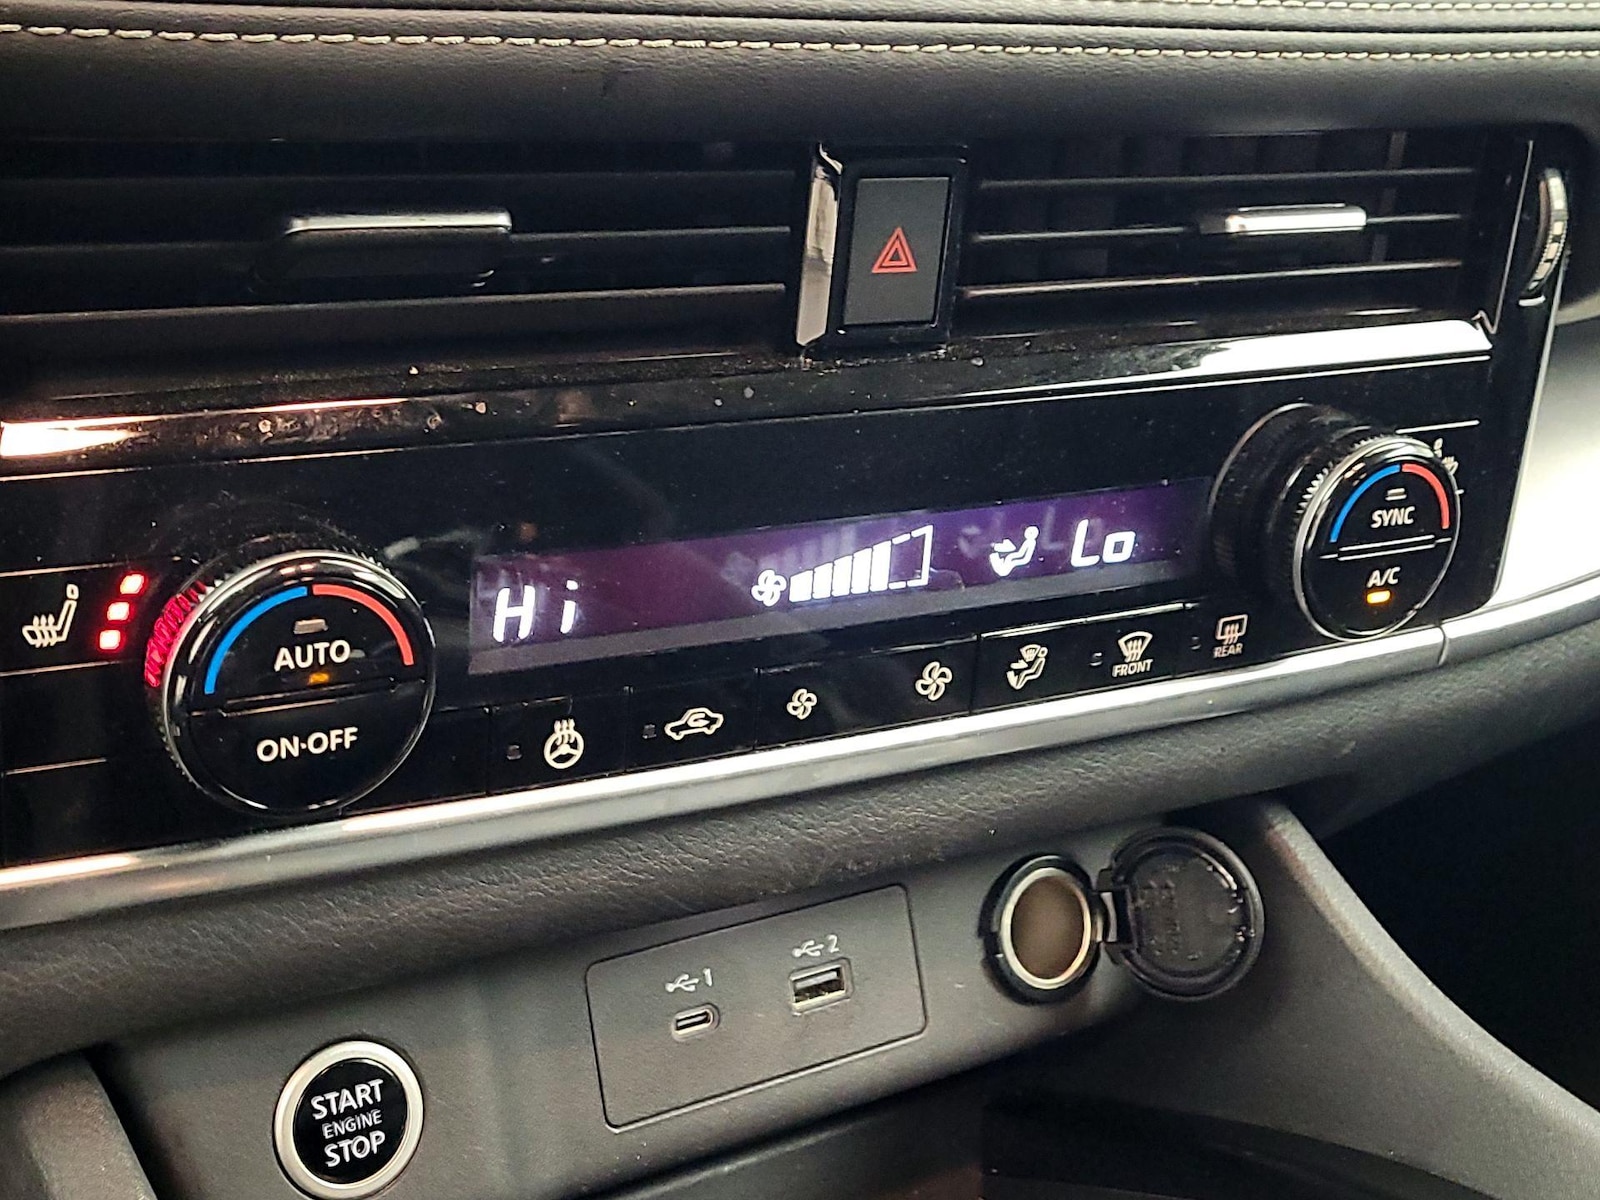 Hi
Lo
SYNC
A/C
AUTO
ON·OFF
FRONT
REAR
1
2
START
ENGINE
STOP